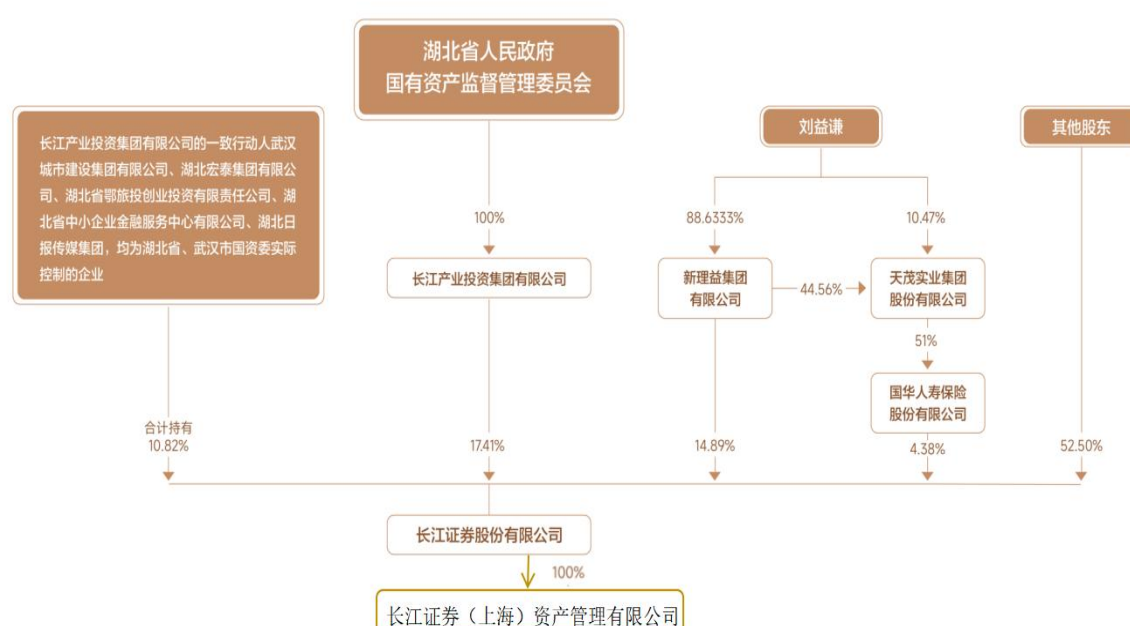 湖北省人民政府
国有资产监督管理委员会
长江产业投资集团有限公司的一致行动人武汉
城市建设集团有限公司、湖北宏泰集团有限公
司、湖北省鄂旅投创业投资有限责任公司、湖
北省中小企业金融服务中心有限公司、湖北日
报传媒集团，均为湖北省、武汉市国资委实际
控制的企业
刘益谦
其他股东
100%
88.6333%
10.47%
长江产业投资集团有限公司
新理益集团
有限公司
44.56%
天茂实业集团
股份有限公司
51%
国华人寿保险
股份有限公司
合计持有
10.82%
17.41%
14.89%
4.38%
52.50%
长江证券股份有限公司
100%
长江证券（上海）资产管理有限公司